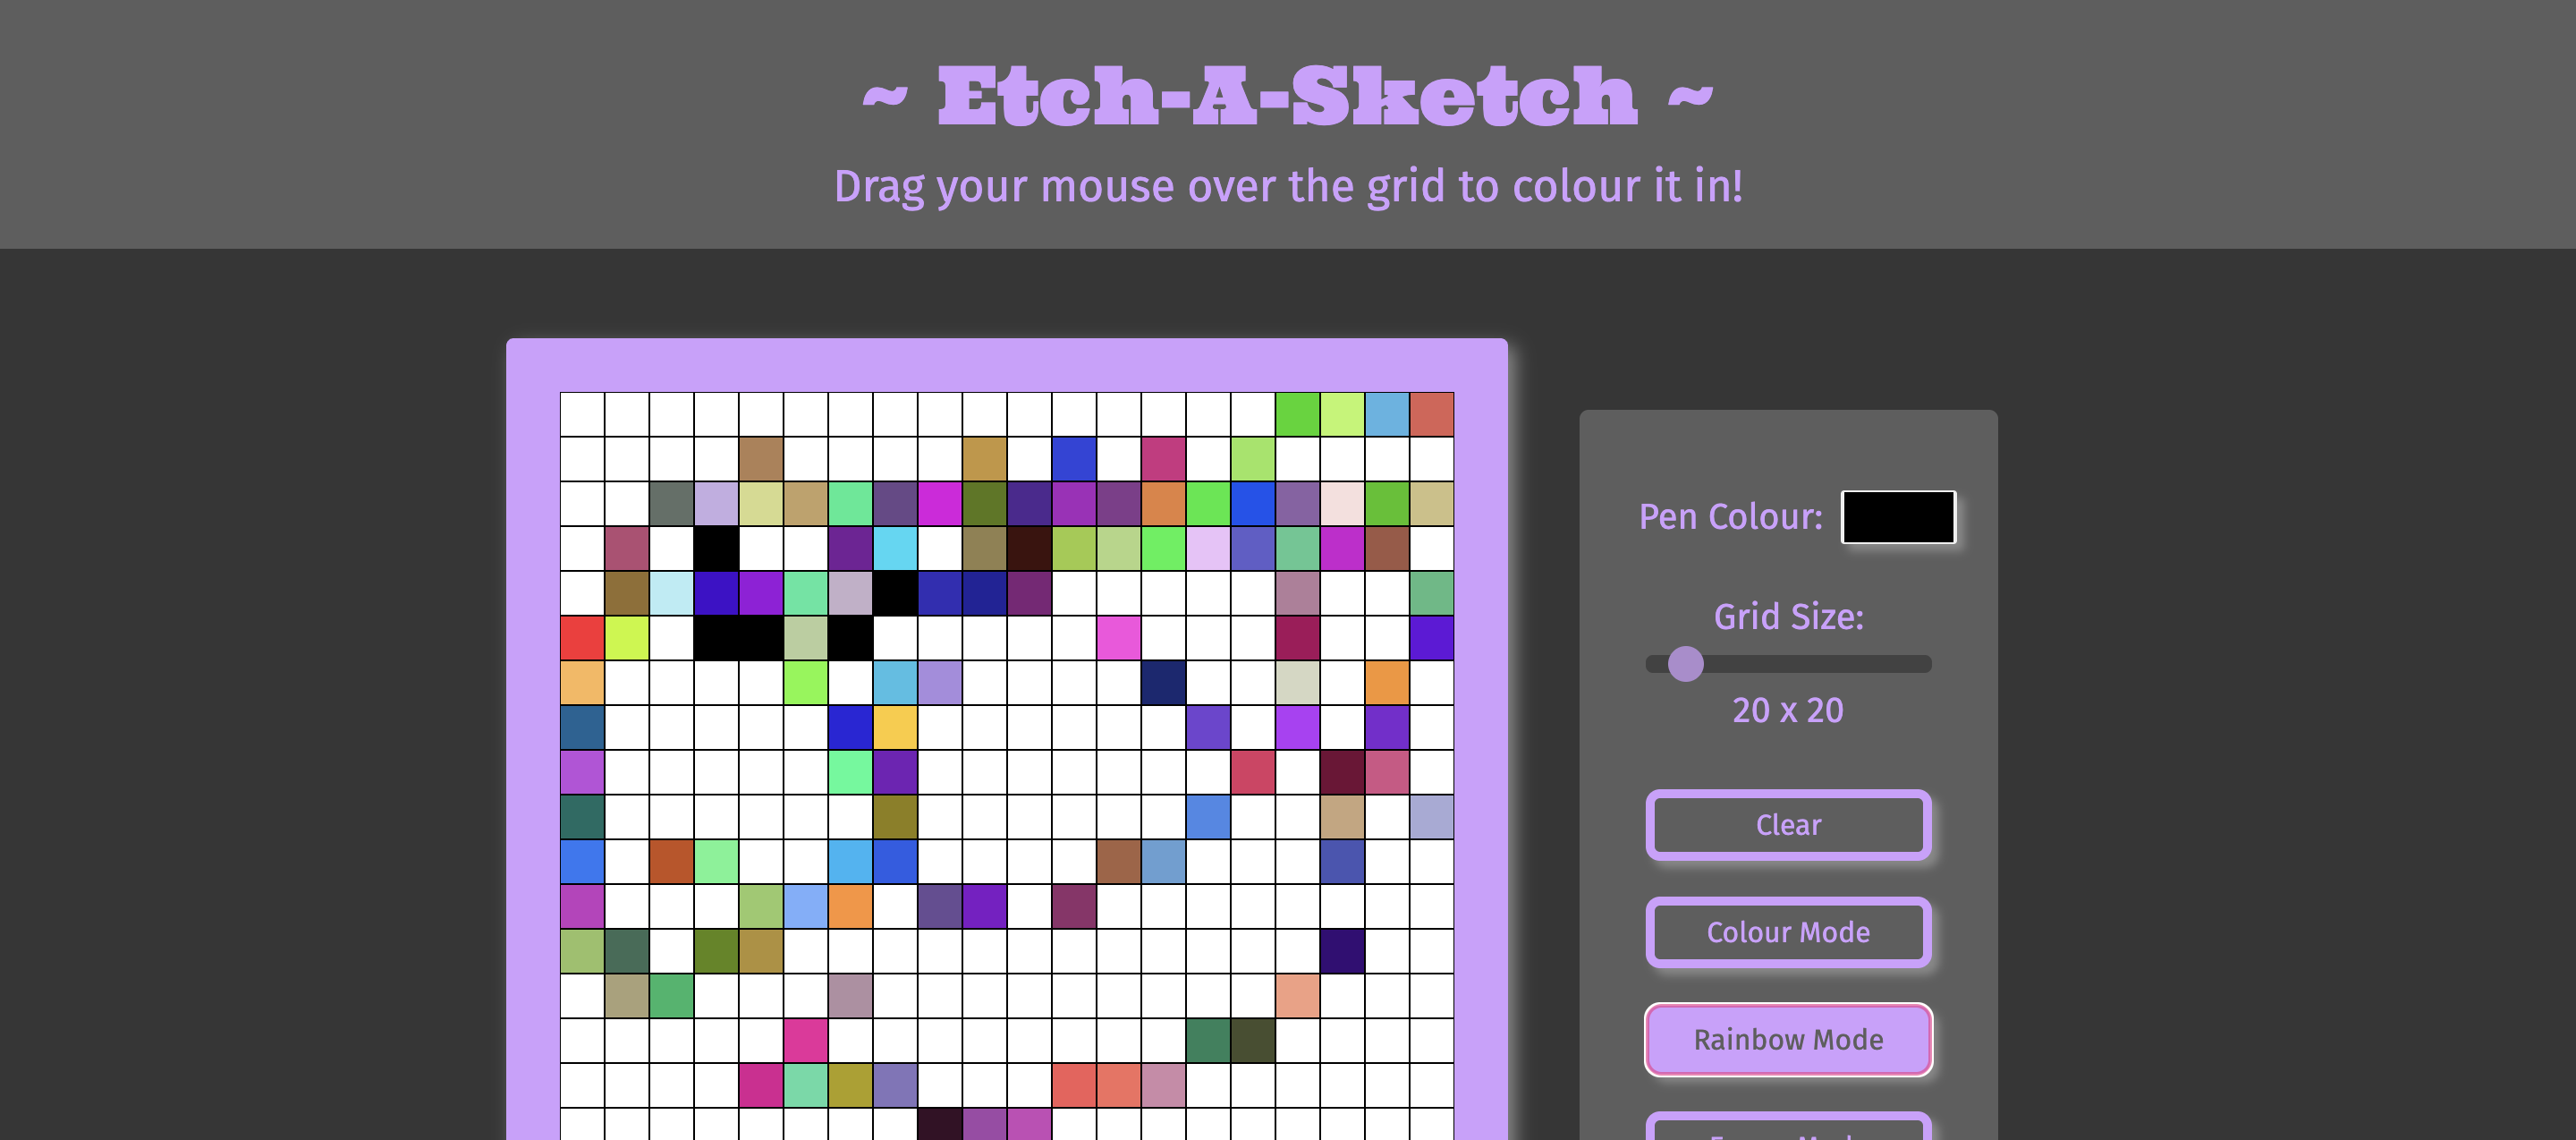 ~ Etch-A-Sketch ~
Drag your mouse over the grid to colour it in!
Pen Colour:
Grid Size:
20 x 20
Clear
Colour Mode
Rainbow Mode